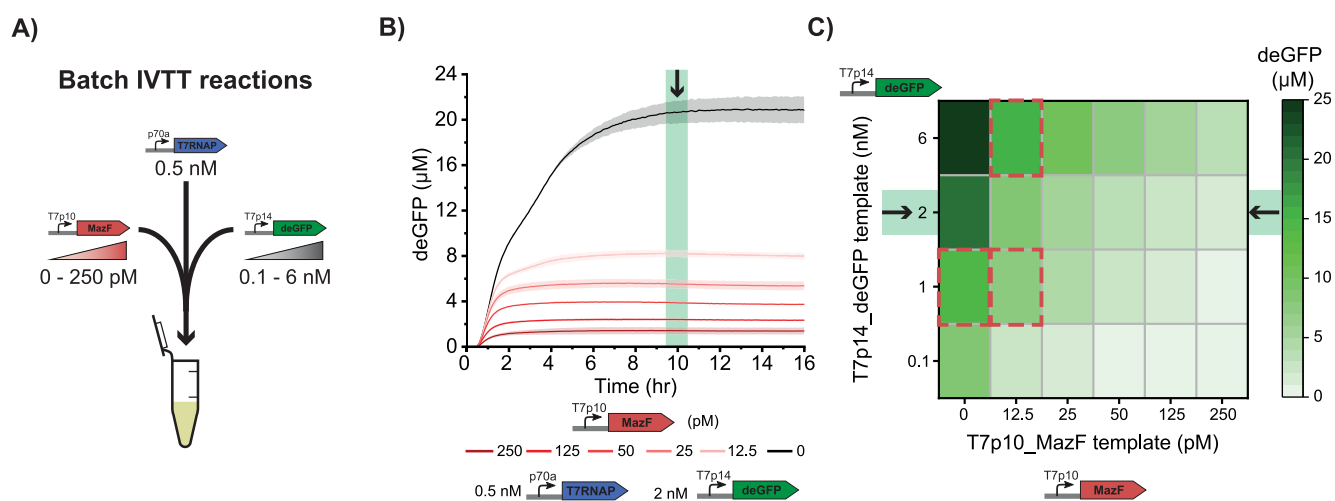 A)
Batch IVTT reactions
p70a
T7RNAP
0.5 nM
T7p10
MazF
0 - 250 pM
T7p14
deGFP
0.1 - 6 nM
B)
deGFP (µM)
24
20
16
12
8
4
0
0 2 4 6 8 10 12 14 16
Time (hr)
T7p10
MazF
(pM)
250 125 50 25 12.5 0
0.5 nM
p70a
T7RNAP
2 nM
T7p14
deGFP
C)
T7p14
deGFP
deGFP
(µM)
T7p14_deGFP template (nM)
6
2
1
0.1
0 12.5 25 50 125 250
T7p10_MazF template (pM)
T7p10
MazF
25
20
15
10
5
0